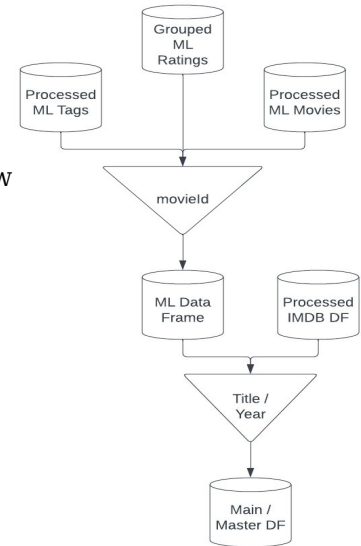 Grouped
ML
Ratings
Processed
ML Tags
Processed
ML Movies
w
movieId
ML Data
Frame
Processed
IMDB DF
Title /
Year
Main /
Master DF